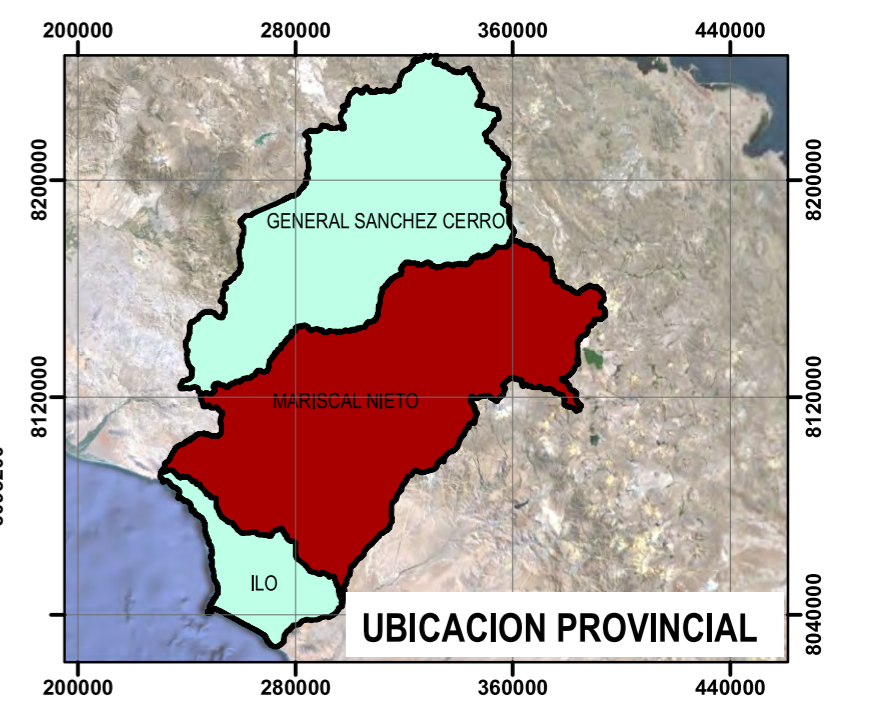 200000 280000 360000 440000
8200000 8200000
GENERAL SANCHEZ CERRO
8120000 8120000
MARISCAL NIETO
ILO
8040000
UBICACION PROVINCIAL
200000 280000 360000 440000